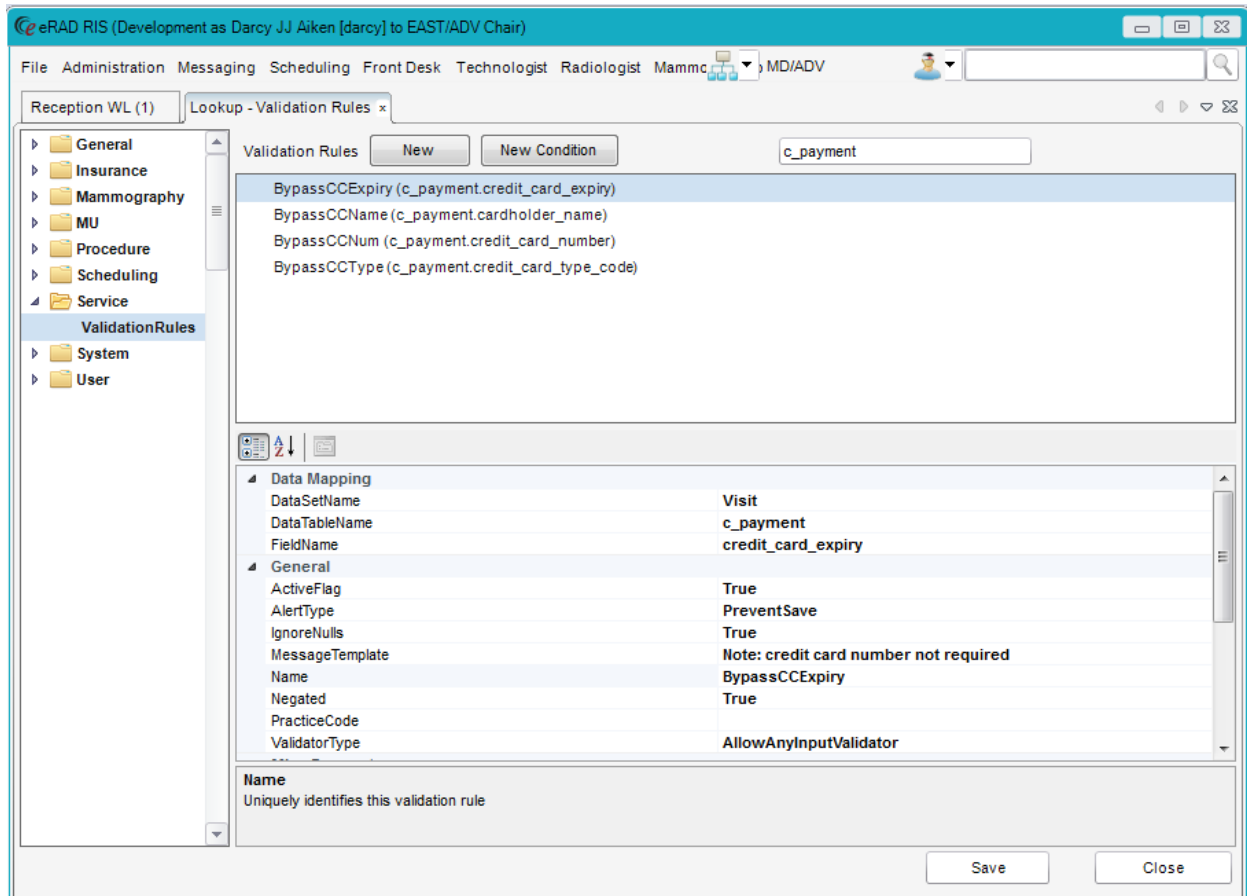 eRAD RIS (Development as Darcy JJ Aiken [darcy] to EAST/ADV Chair)
File Administration Messaging Scheduling Front Desk Technologist Radiologist Mammo MD/ADV
Reception WL (1) Lookup - Validation Rules x
General
Insurance
Mammography
MU
Procedure
Scheduling
Service
ValidationRules
System
User
Validation Rules New New Condition c_payment
BypassCCExpiry (c_payment.credit_card_expiry)
BypassCCName (c_payment.cardholder_name)
BypassCCNum (c_payment.credit_card_number)
BypassCCType (c_payment.credit_card_type_code)
Data Mapping
DataSetName Visit
DataTableName c_payment
FieldName credit_card_expiry
General
ActiveFlag True
AlertType PreventSave
IgnoreNulls True
MessageTemplate Note: credit card number not required
Name BypassCCExpiry
Negated True
PracticeCode
ValidatorType AllowAnyInputValidator
Name
Uniquely identifies this validation rule
Save Close